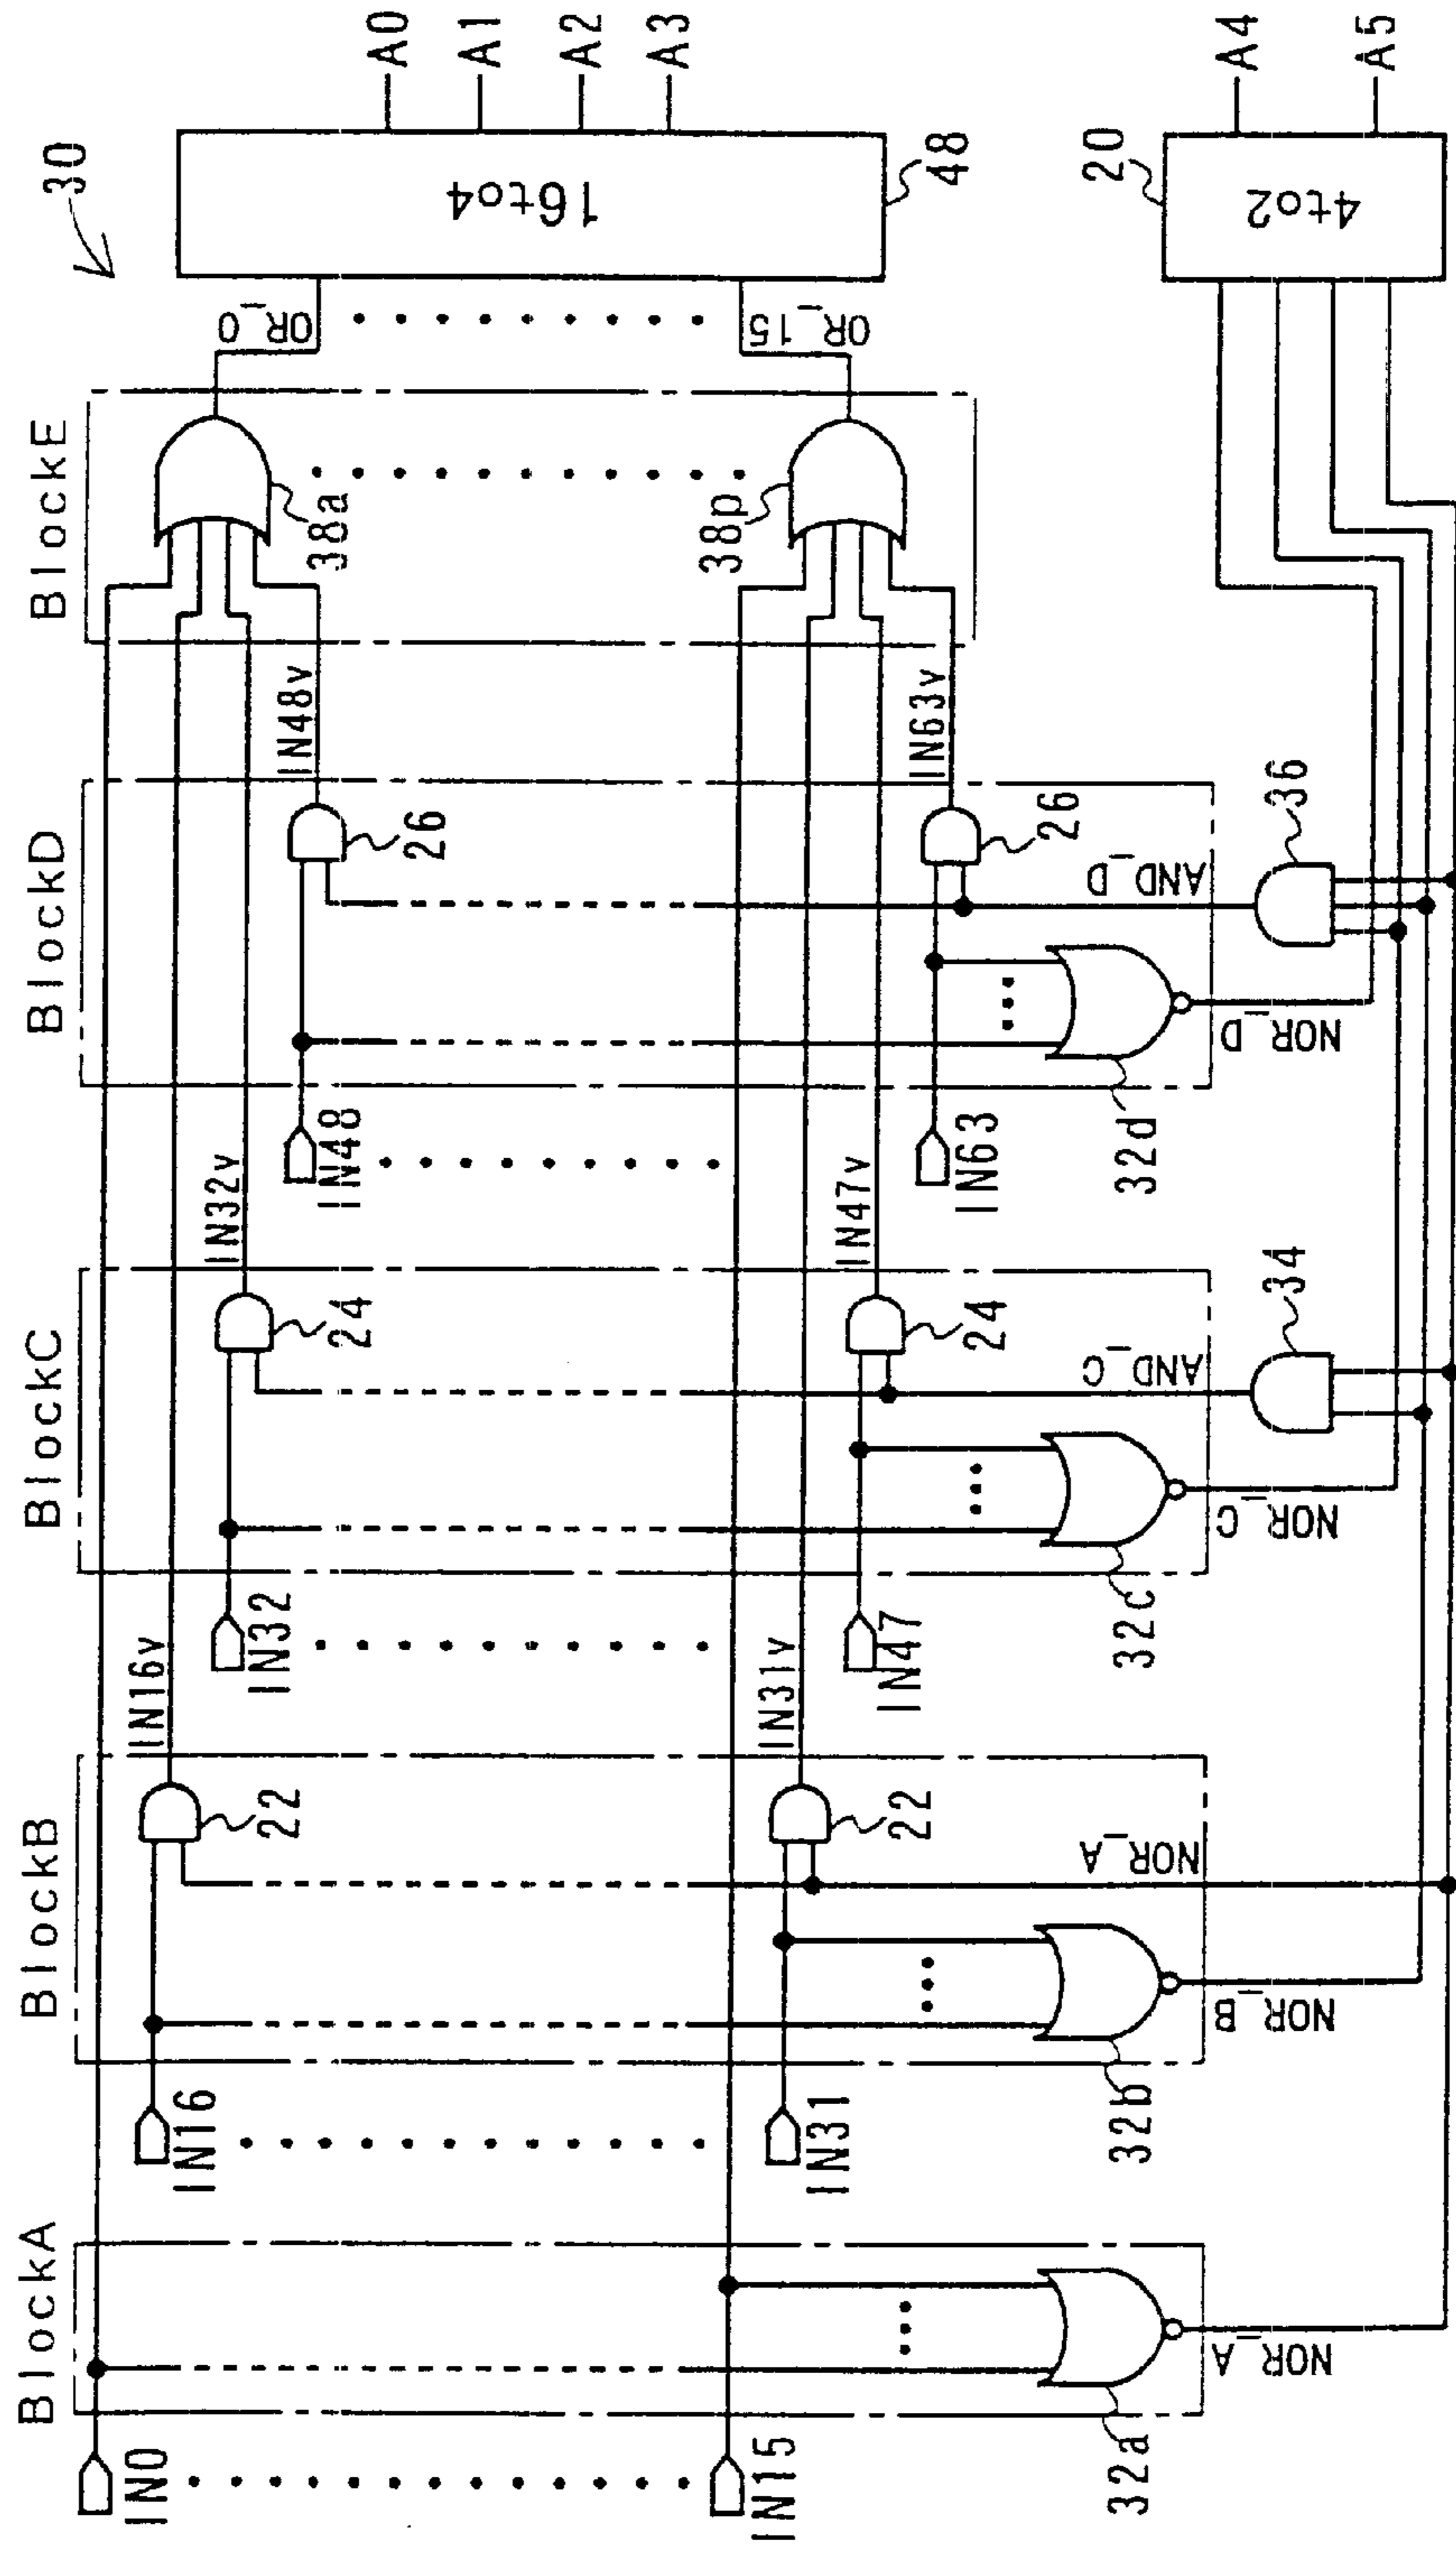 30
BlockA
BlockB
BlockC
BlockD
BlockE
IN0
IN15
IN16
IN31
IN32
IN47
IN48
IN63
IN16v
IN31v
IN32v
IN47v
IN48v
IN63v
22
22
24
24
26
26
32a
32b
32c
32d
34
36
38a
38p
NOR_A
NOR_A
NOR_B
NOR_C
NOR_D
AND_C
AND_D
OR_0
OR_15
16to4
48
4to2
20
A0
A1
A2
A3
A4
A5